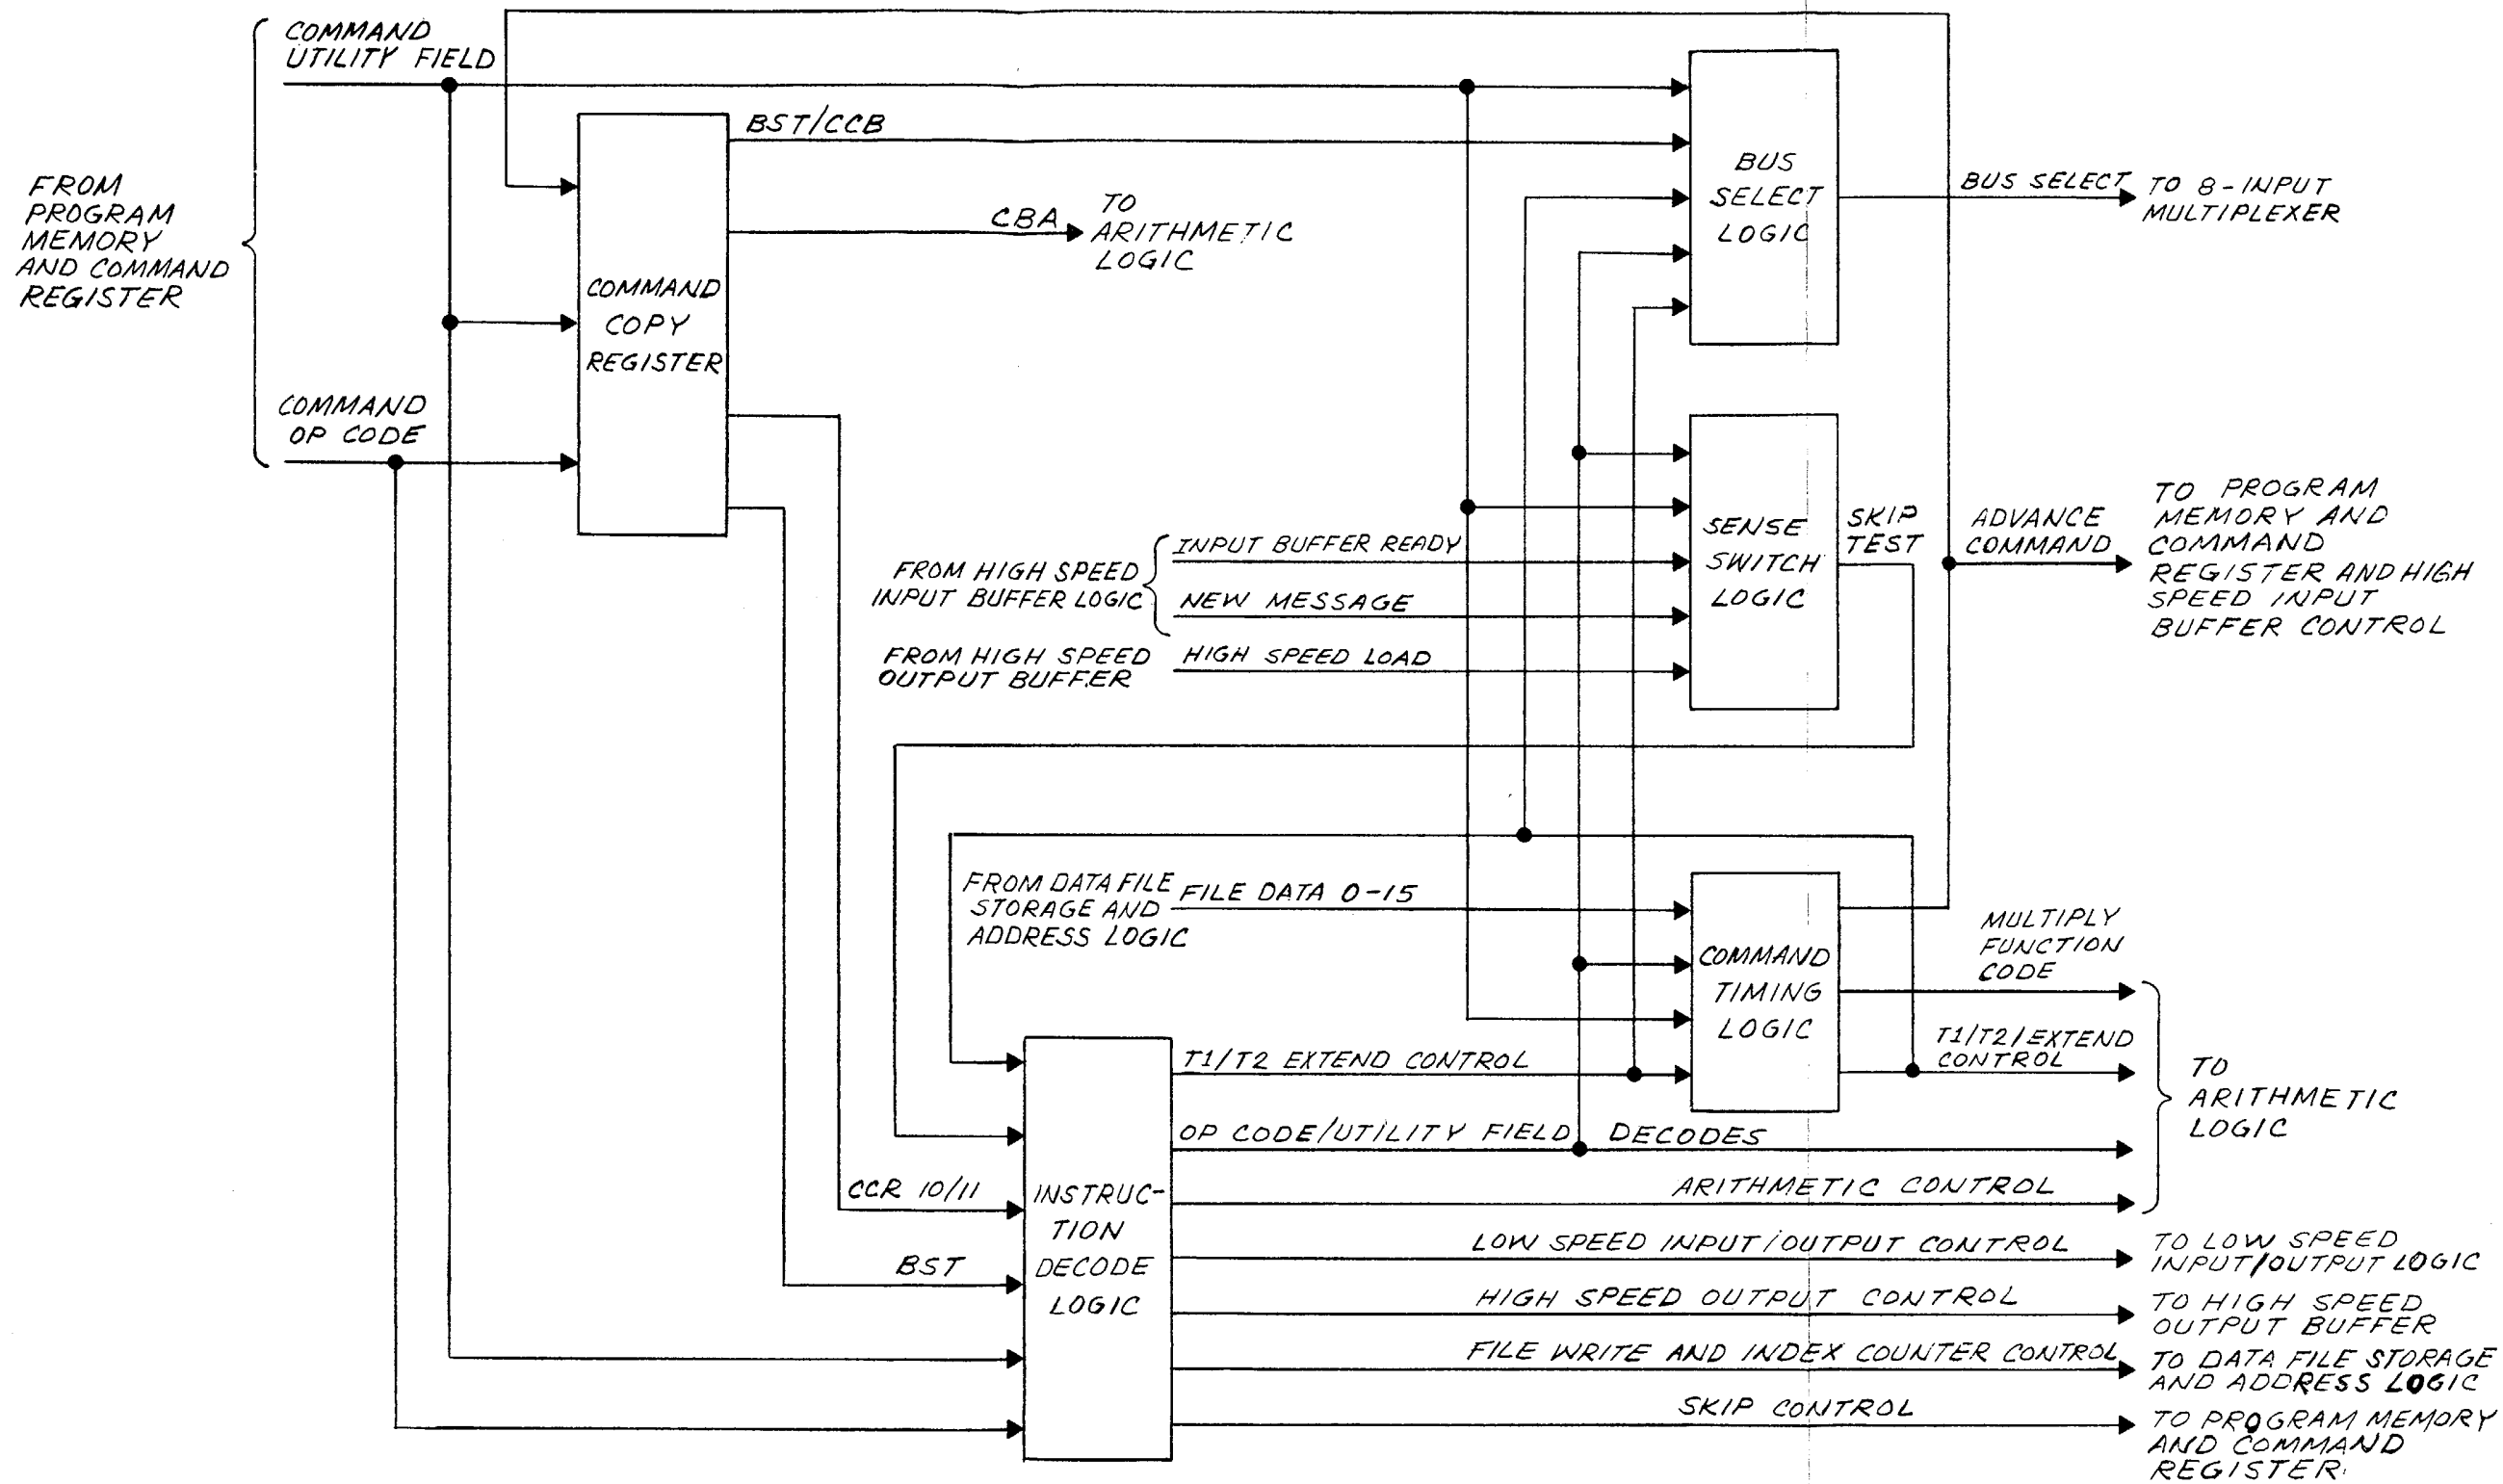 COMMAND
UTILITY FIELD
FROM
PROGRAM
MEMORY
AND COMMAND
REGISTER
COMMAND
OP CODE
COMMAND
COPY
REGISTER
BST/CCB
CBA
TO
ARITHMETIC
LOGIC
BUS
SELECT
LOGIC
BUS SELECT
TO 8-INPUT
MULTIPLEXER
FROM HIGH SPEED
INPUT BUFFER LOGIC
INPUT BUFFER READY
NEW MESSAGE
FROM HIGH SPEED
OUTPUT BUFFER
HIGH SPEED LOAD
SENSE
SWITCH
LOGIC
SKIP
TEST
ADVANCE
COMMAND
TO PROGRAM
MEMORY AND
COMMAND
REGISTER AND HIGH
SPEED INPUT
BUFFER CONTROL
FROM DATA FILE
STORAGE AND
ADDRESS LOGIC
FILE DATA 0-15
COMMAND
TIMING
LOGIC
MULTIPLY
FUNCTION
CODE
T1/T2/EXTEND
CONTROL
TO
ARITHMETIC
LOGIC
CCR 10/11
BST
INSTRUC-
TION
DECODE
LOGIC
T1/T2 EXTEND CONTROL
OP CODE/UTILITY FIELD DECODES
ARITHMETIC CONTROL
LOW SPEED INPUT/OUTPUT CONTROL
TO LOW SPEED
INPUT/OUTPUT LOGIC
HIGH SPEED OUTPUT CONTROL
TO HIGH SPEED
OUTPUT BUFFER
FILE WRITE AND INDEX COUNTER CONTROL
TO DATA FILE STORAGE
AND ADDRESS LOGIC
SKIP CONTROL
TO PROGRAM MEMORY
AND COMMAND
REGISTER